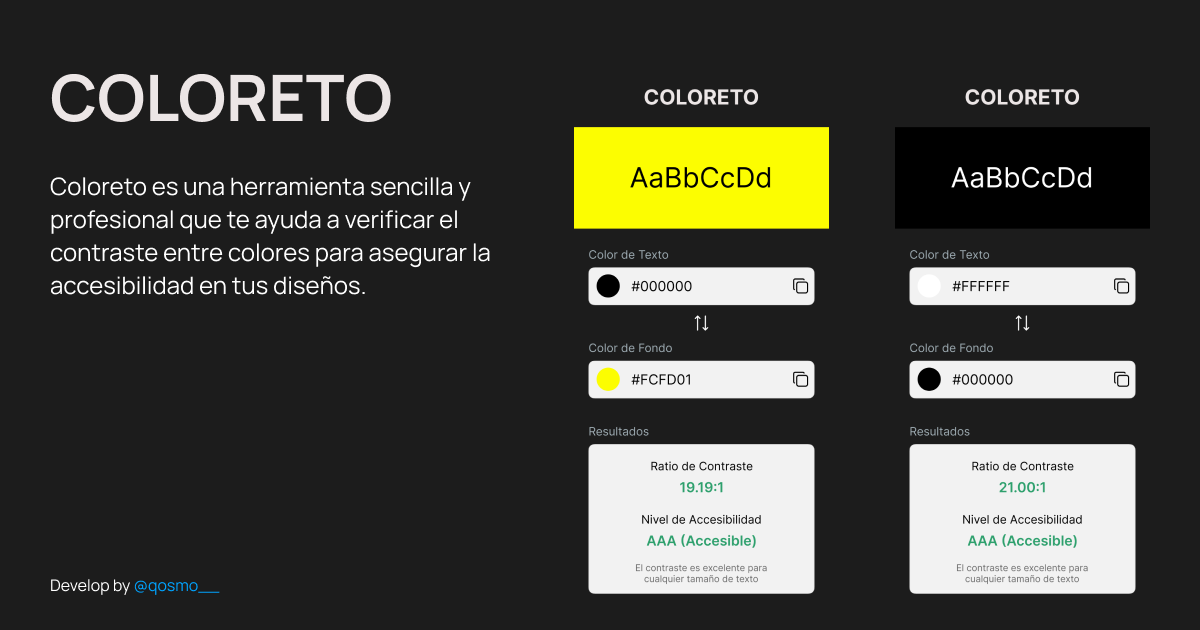 COLORETO
Coloreto es una herramienta sencilla y
profesional que te ayuda a verificar el
contraste entre colores para asegurar la
accesibilidad en tus diseños.
Develop by @qosmo__
COLORETO
AaBbCcDd
Color de Texto
#000000
Color de Fondo
#FCFD01
Resultados
Ratio de Contraste
19.19:1
Nivel de Accesibilidad
AAA (Accesible)
El contraste es excelente para
cualquier tamaño de texto
COLORETO
AaBbCcDd
Color de Texto
#FFFFFF
Color de Fondo
#000000
Resultados
Ratio de Contraste
21.00:1
Nivel de Accesibilidad
AAA (Accesible)
El contraste es excelente para
cualquier tamaño de texto